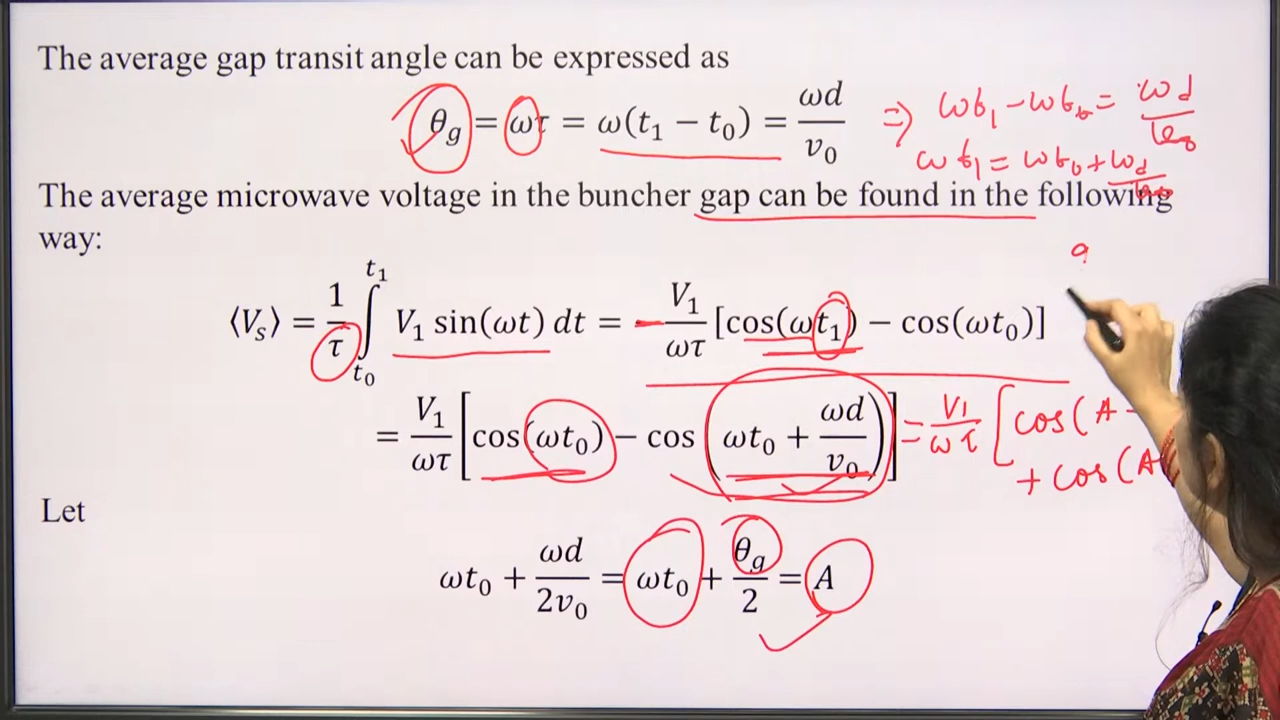 The average gap transit angle can be expressed as
θg = ωτ = ω(t₁ − t₀) = ωd/v₀ ⇒ ωt₁ − ωt₀ = ωd/v₀
ωt₁ = ωt₀ + ωd/v₀
The average microwave voltage in the buncher gap can be found in the following
way:
⟨Vs⟩ = 1/τ ∫t₀^t₁ V₁ sin(ωt) dt = − V₁/ωτ [cos(ωt₁) − cos(ωt₀)]
= V₁/ωτ [cos(ωt₀) − cos(ωt₀ + ωd/v₀)] = V₁/ωτ [cos(A −
+ cos(A
Let
ωt₀ + ωd/2v₀ = ωt₀ + θg/2 = A